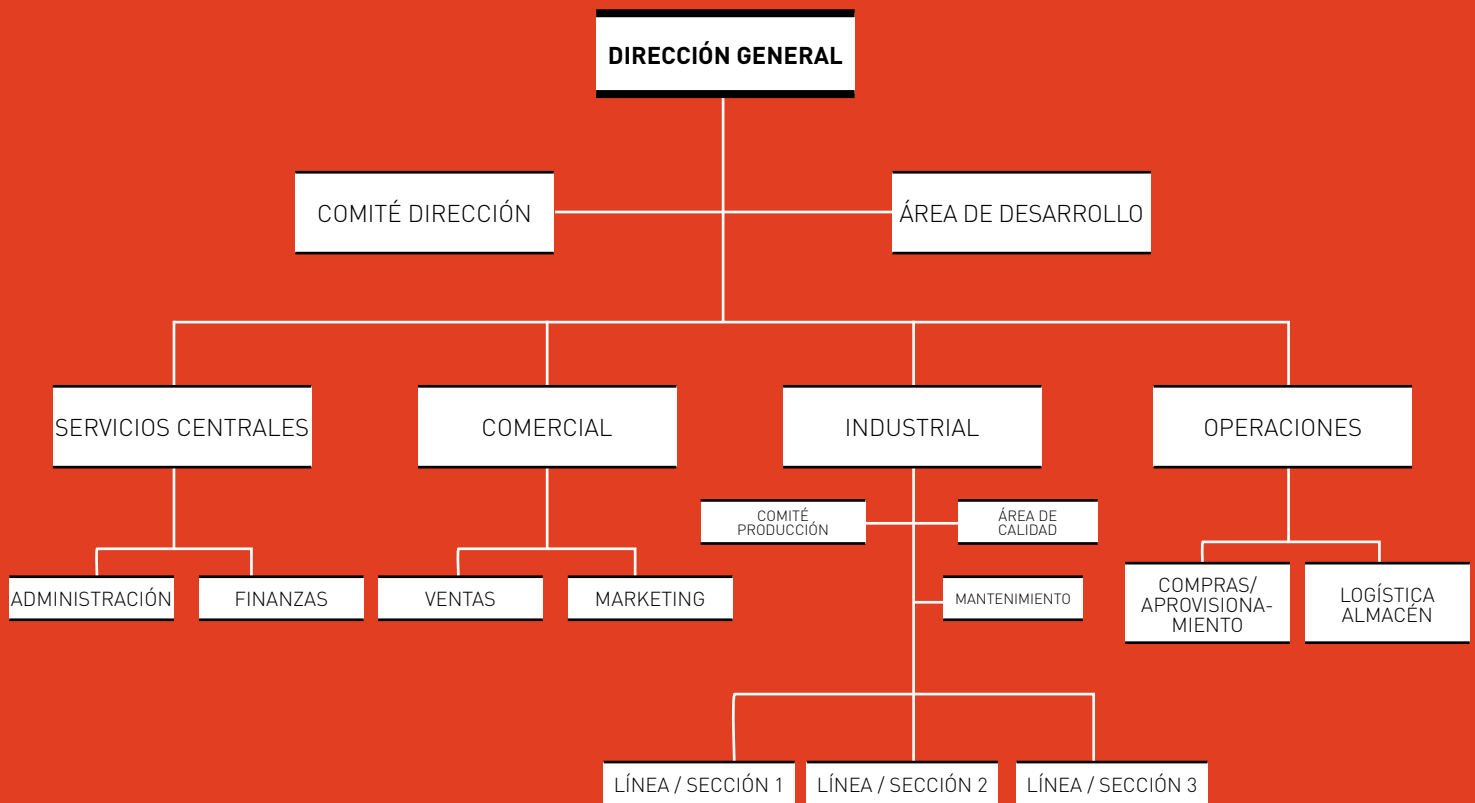 DIRECCIÓN GENERAL
COMITÉ DIRECCIÓN
ÁREA DE DESARROLLO
SERVICIOS CENTRALES
COMERCIAL
INDUSTRIAL
OPERACIONES
COMITÉ
PRODUCCIÓN
ÁREA DE
CALIDAD
ADMINISTRACIÓN
FINANZAS
VENTAS
MARKETING
MANTENIMIENTO
COMPRAS/
APROVISIONA-
MIENTO
LOGÍSTICA
ALMACÉN
LÍNEA / SECCIÓN 1
LÍNEA / SECCIÓN 2
LÍNEA / SECCIÓN 3